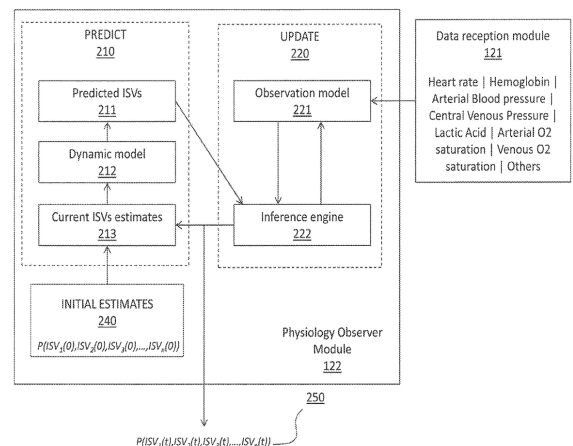 PREDICT
210
Predicted ISVs
211
Dynamic model
212
Current ISVs estimates
213
INITIAL ESTIMATES
240
P(ISV1(0),ISV2(0),ISV3(0),...,ISVn(0))
UPDATE
220
Observation model
221
Inference engine
222
Physiology Observer
Module
122
Data reception module
121
Heart rate | Hemoglobin |
Arterial Blood pressure |
Central Venous Pressure |
Lactic Acid | Arterial O2
saturation | Venous O2
saturation | Others
250
P(ISV1(t),ISV2(t),ISV3(t),...,ISVn(t))